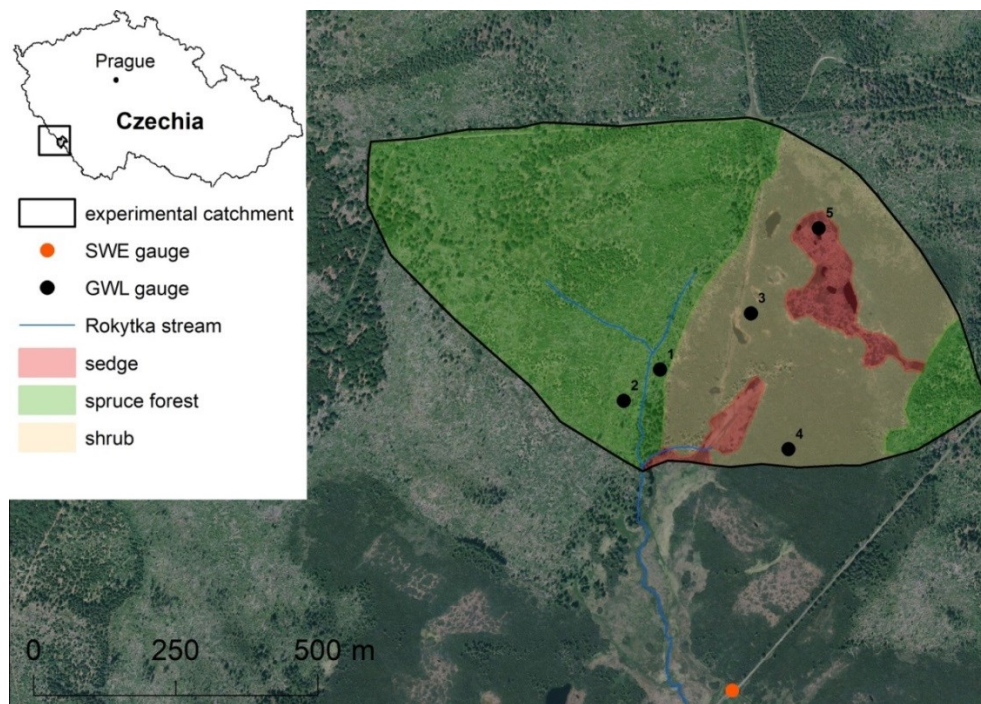 Prague
Czechia
experimental catchment
SWE gauge
GWL gauge
Rokytka stream
sedge
spruce forest
shrub
5
3
1
2
4
0 250 500 m